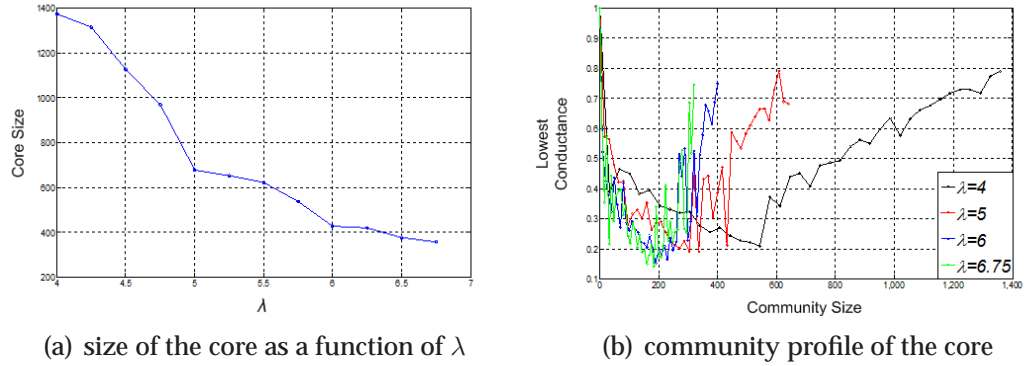 1400
1200
1000
800
600
400
200
4
4.5
5
5.5
6
6.5
7
Core Size
λ
(a) size of the core as a function of λ
1
0.9
0.8
0.7
0.6
0.5
0.4
0.3
0.2
0.1
0
200
400
600
800
1,000
1,200
1,400
Lowest
Conductance
Community Size
λ=4
λ=5
λ=6
λ=6.75
(b) community profile of the core